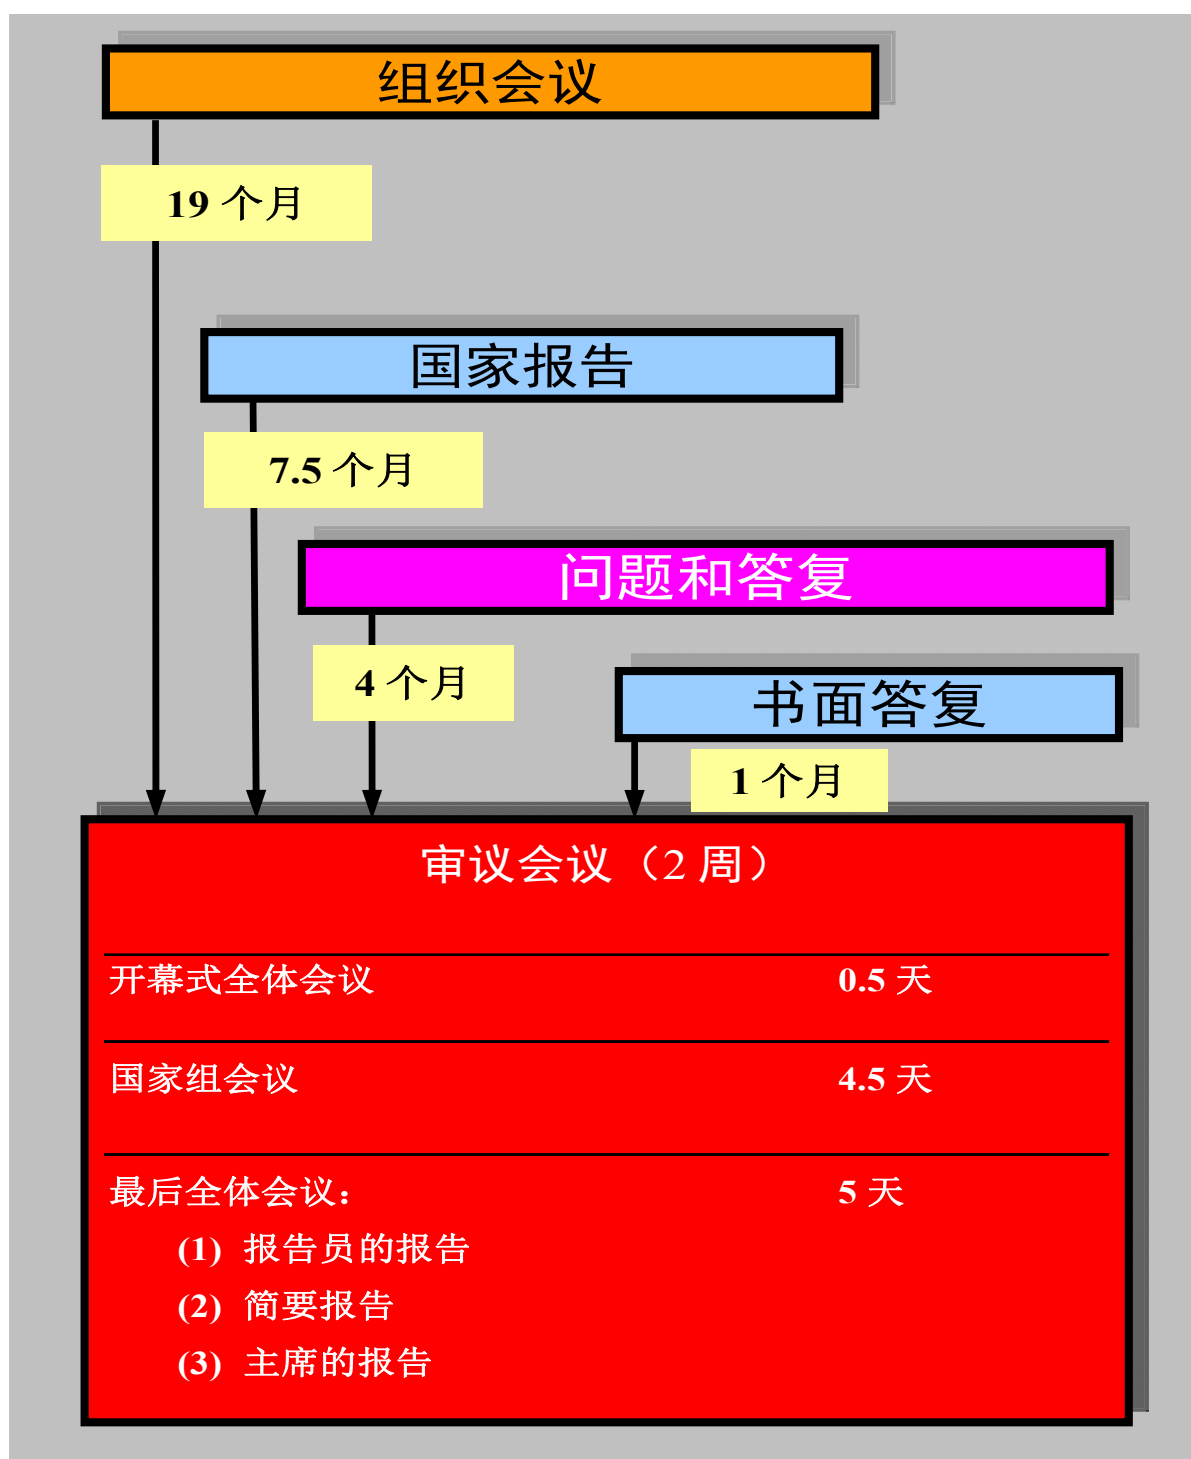 组织会议
19 个月
国家报告
7.5 个月
问题和答复
4 个月
书面答复
1 个月
审议会议（2 周）
开幕式全体会议 0.5 天
国家组会议 4.5 天
最后全体会议： 5 天
(1) 报告员的报告
(2) 简要报告
(3) 主席的报告